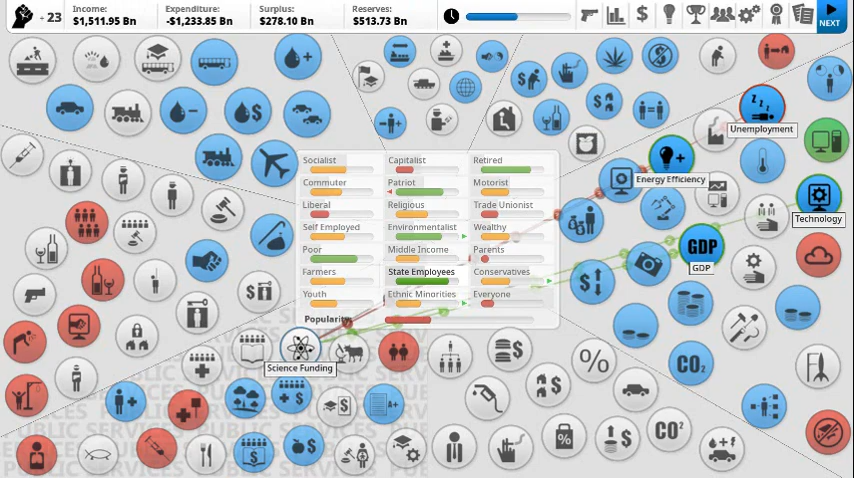 Income:
Expenditure:
Surplus:
Reserves:
+ 23
$1,511.95 Bn
-$1,233.85 Bn
$278.10 Bn
$513.73 Bn
NEXT
Unemployment
Energy Efficiency
Technology
GDP
GDP
Socialist
Capitalist
Retired
Commuter
Patriot
Motorist
Liberal
Religious
Trade Unionist
Self Employed
Environmentalist
Wealthy
Poor
Middle Income
Parents
Farmers
State Employees
Conservatives
Youth
Ethnic Minorities
Everyone
Popularity
Science Funding
CO²
CO²
A+
PUBLIC SERVICES